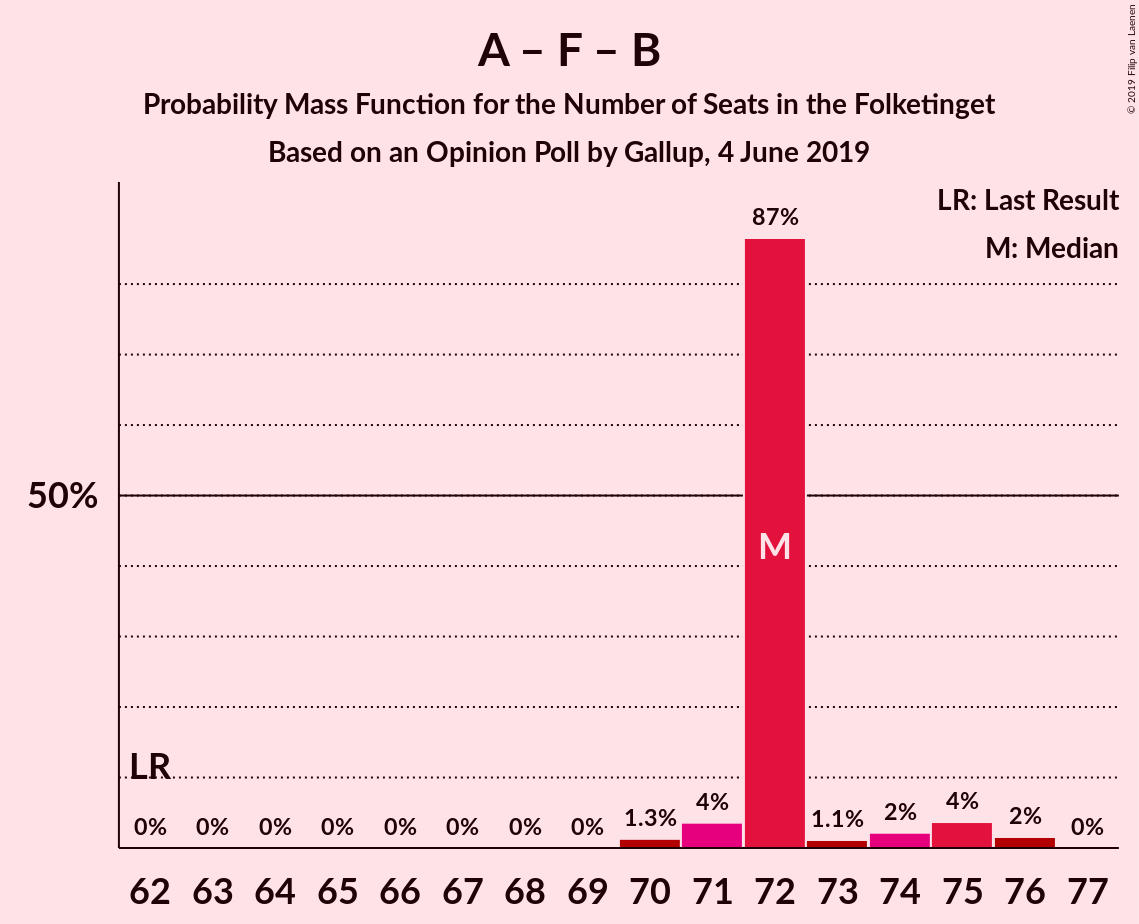 A – F – B
Probability Mass Function for the Number of Seats in the Folketinget
Based on an Opinion Poll by Gallup, 4 June 2019
© 2019 Filip van Laenen
LR: Last Result
M: Median
87%
50%
M
LR
0% 0% 0% 0% 0% 0% 0% 0% 1.3% 4% 1.1% 2% 4% 2% 0%
62 63 64 65 66 67 68 69 70 71 72 73 74 75 76 77